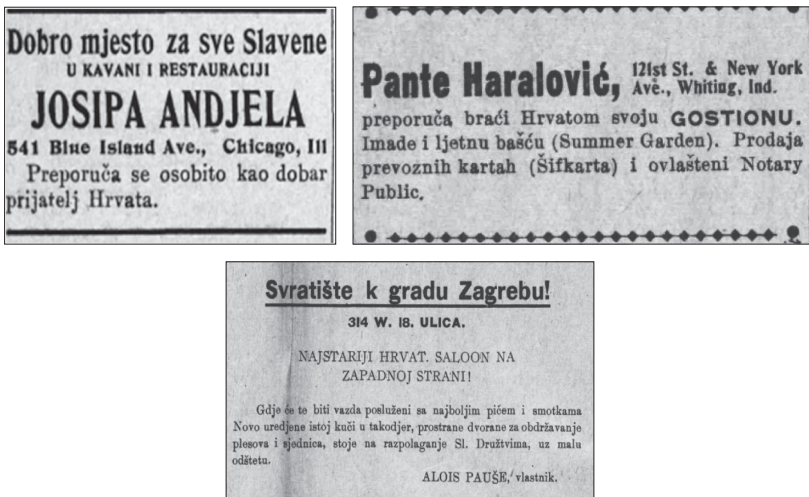 Dobro mjesto za sve Slavene
U KAVANI I RESTAURACIJI
JOSIPA ANDJELA
541 Blue Island Ave., Chicago, Ill
Preporuča se osobito kao dobar
prijatelj Hrvata.
Pante Haralović, 121st St. & New York
Ave., Whiting, Ind.
preporuča braći Hrvatom svoju GOSTIONU.
Imade i ljetnu bašću (Summer Garden). Prodaja
prevoznih kartah (Šifkarta) i ovlašteni Notary
Public.
Svratište k gradu Zagrebu!
314 W. 18. ULICA.
NAJSTARIJI HRVAT. SALOON NA
ZAPADNOJ STRANI!
Gdje će te biti vazda posluženi sa najboljim pićem i smotkama
Novo uredjene istoj kuči u takodjer, prostrane dvorane za obdržavanje
plesova i sjednica, stoje na razpolaganje Sl. Družtvima, uz malu
odštetu.
ALOIS PAUŠE, vlastnik.